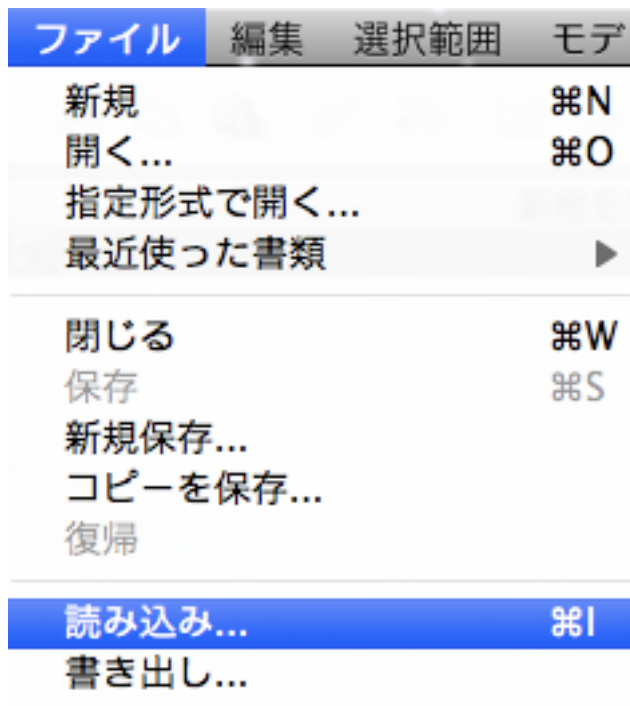 ファイル 編集 選択範囲 モデ
新規 ⌘N
開く... ⌘O
指定形式で開く...
最近使った書類 ▶
閉じる ⌘W
保存 ⌘S
新規保存...
コピーを保存...
復帰
読み込み... ⌘I
書き出し...